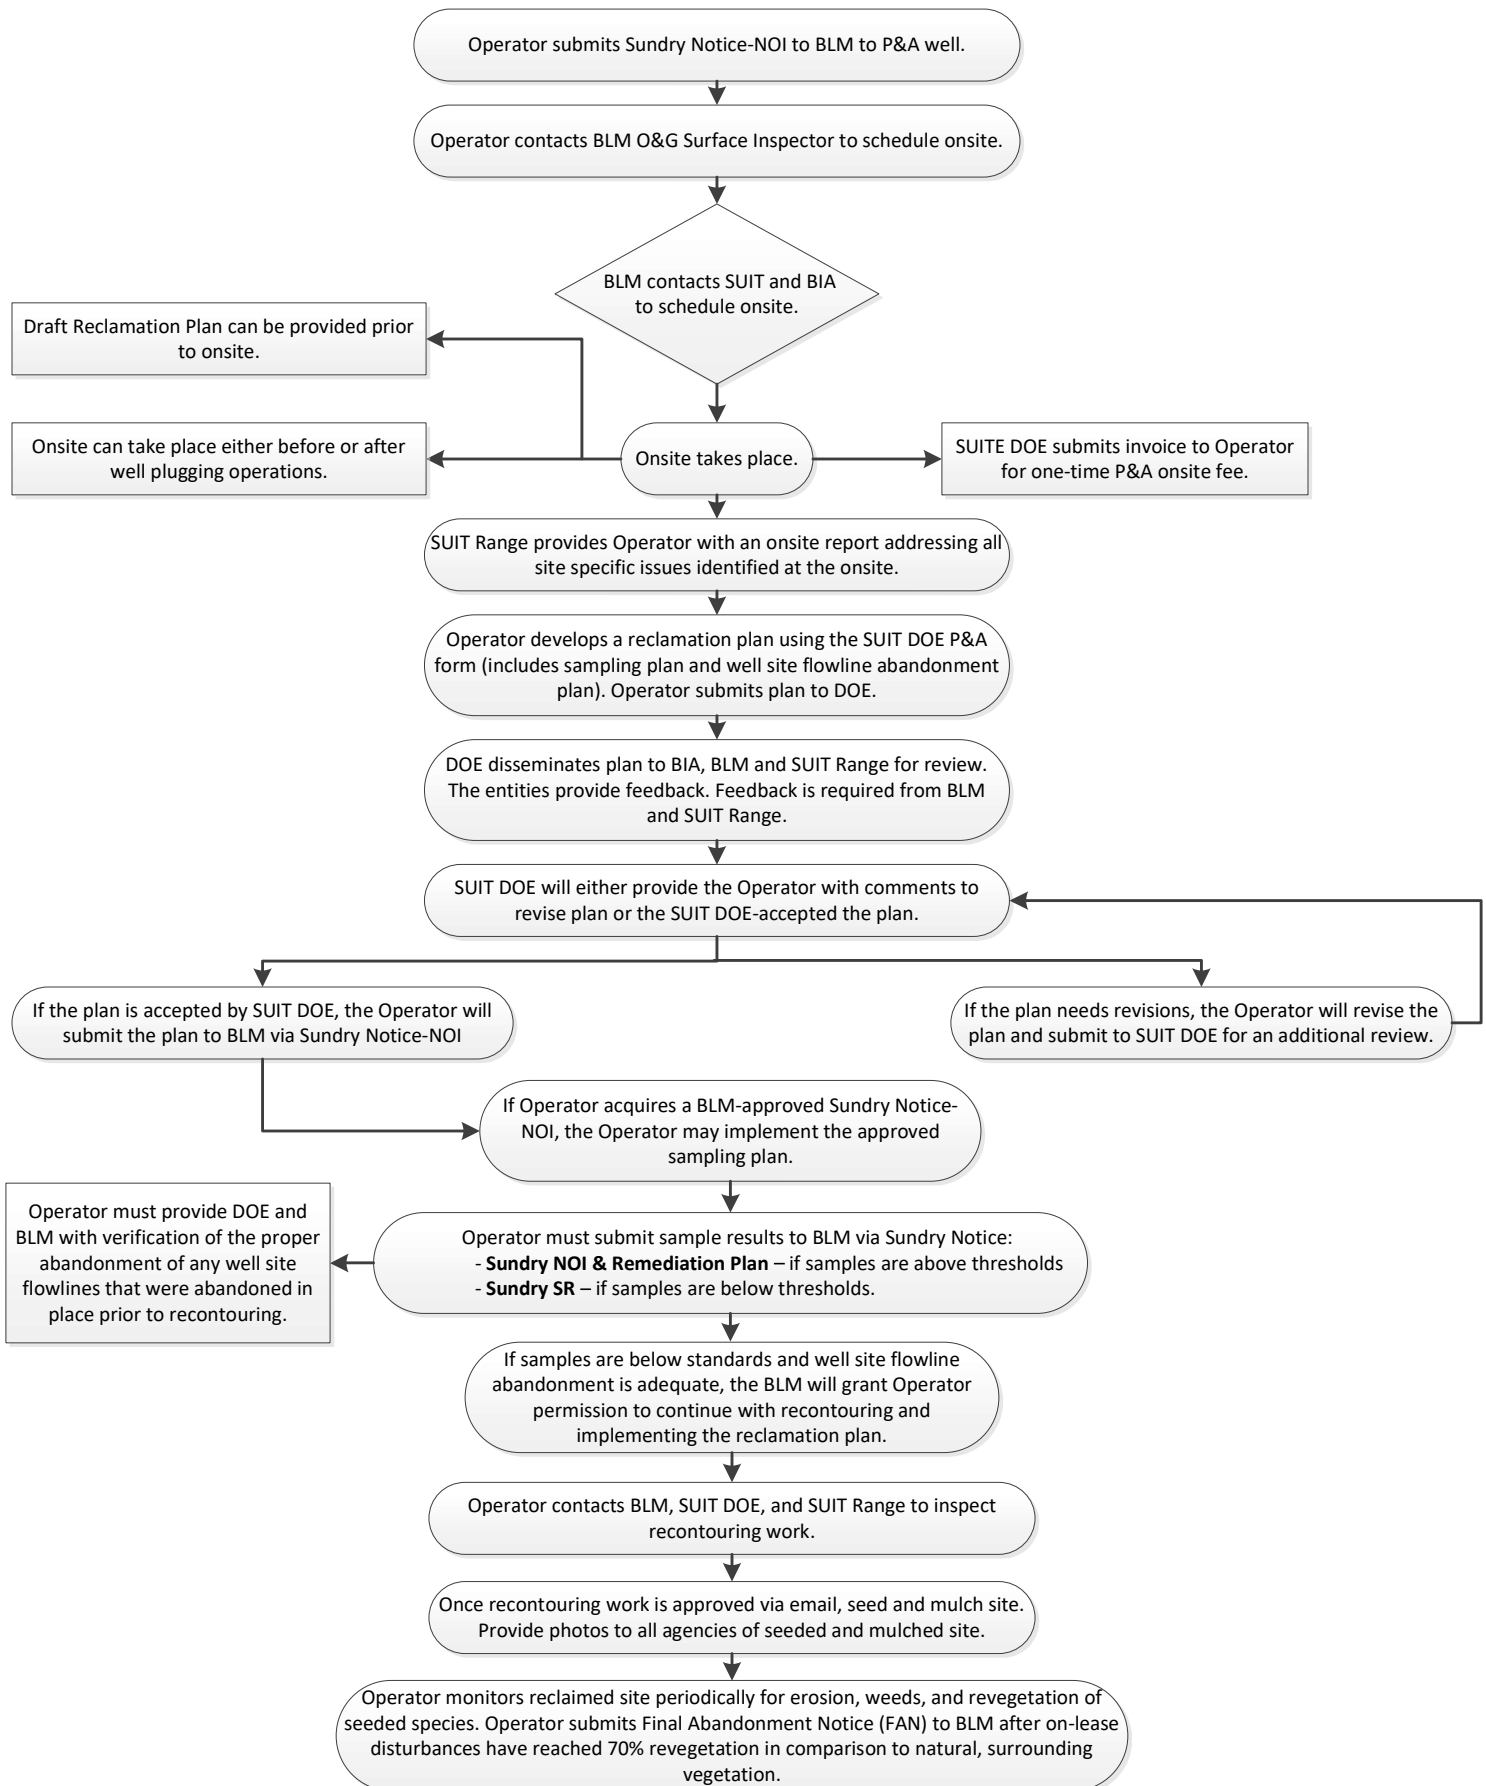 Operator submits Sundry Notice-NOI to BLM to P&A well.
Operator contacts BLM O&G Surface Inspector to schedule onsite.
BLM contacts SUIT and BIA
to schedule onsite.
Draft Reclamation Plan can be provided prior
to onsite.
Onsite can take place either before or after
well plugging operations.
Onsite takes place.
SUITE DOE submits invoice to Operator
for one-time P&A onsite fee.
SUIT Range provides Operator with an onsite report addressing all
site specific issues identified at the onsite.
Operator develops a reclamation plan using the SUIT DOE P&A
form (includes sampling plan and well site flowline abandonment
plan). Operator submits plan to DOE.
DOE disseminates plan to BIA, BLM and SUIT Range for review.
The entities provide feedback. Feedback is required from BLM
and SUIT Range.
SUIT DOE will either provide the Operator with comments to
revise plan or the SUIT DOE-accepted the plan.
If the plan is accepted by SUIT DOE, the Operator will
submit the plan to BLM via Sundry Notice-NOI
If the plan needs revisions, the Operator will revise the
plan and submit to SUIT DOE for an additional review.
If Operator acquires a BLM-approved Sundry Notice-
NOI, the Operator may implement the approved
sampling plan.
Operator must provide DOE and
BLM with verification of the proper
abandonment of any well site
flowlines that were abandoned in
place prior to recontouring.
Operator must submit sample results to BLM via Sundry Notice:
- Sundry NOI & Remediation Plan – if samples are above thresholds
- Sundry SR – if samples are below thresholds.
If samples are below standards and well site flowline
abandonment is adequate, the BLM will grant Operator
permission to continue with recontouring and
implementing the reclamation plan.
Operator contacts BLM, SUIT DOE, and SUIT Range to inspect
recontouring work.
Once recontouring work is approved via email, seed and mulch site.
Provide photos to all agencies of seeded and mulched site.
Operator monitors reclaimed site periodically for erosion, weeds, and revegetation of
seeded species. Operator submits Final Abandonment Notice (FAN) to BLM after on-lease
disturbances have reached 70% revegetation in comparison to natural, surrounding
vegetation.